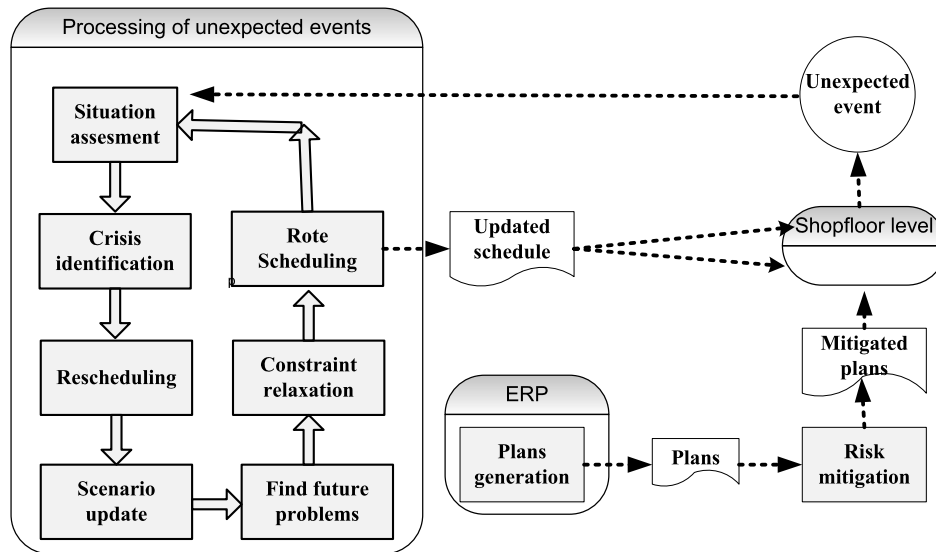 Processing of unexpected events
Unexpected
event
Situation
assesment
Crisis
identification
Rote
Scheduling
p
Updated
schedule
Shopfloor level
Rescheduling
Constraint
relaxation
Mitigated
plans
ERP
Plans
generation
Plans
Risk
mitigation
Scenario
update
Find future
problems